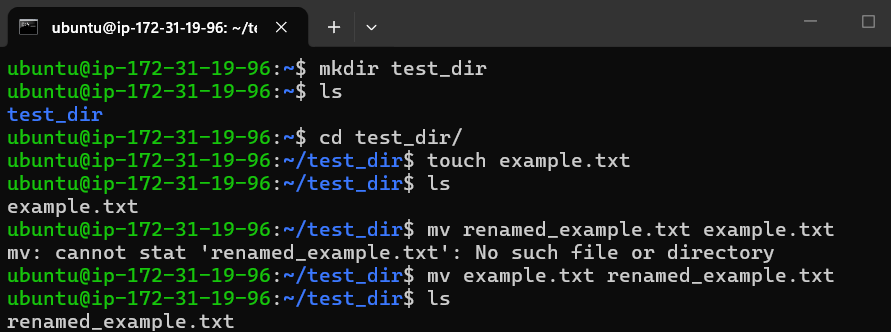 ubuntu@ip-172-31-19-96: ~/te
ubuntu@ip-172-31-19-96:~$ mkdir test_dir
ubuntu@ip-172-31-19-96:~$ ls
test_dir
ubuntu@ip-172-31-19-96:~$ cd test_dir/
ubuntu@ip-172-31-19-96:~/test_dir$ touch example.txt
ubuntu@ip-172-31-19-96:~/test_dir$ ls
example.txt
ubuntu@ip-172-31-19-96:~/test_dir$ mv renamed_example.txt example.txt
mv: cannot stat 'renamed_example.txt': No such file or directory
ubuntu@ip-172-31-19-96:~/test_dir$ mv example.txt renamed_example.txt
ubuntu@ip-172-31-19-96:~/test_dir$ ls
renamed_example.txt